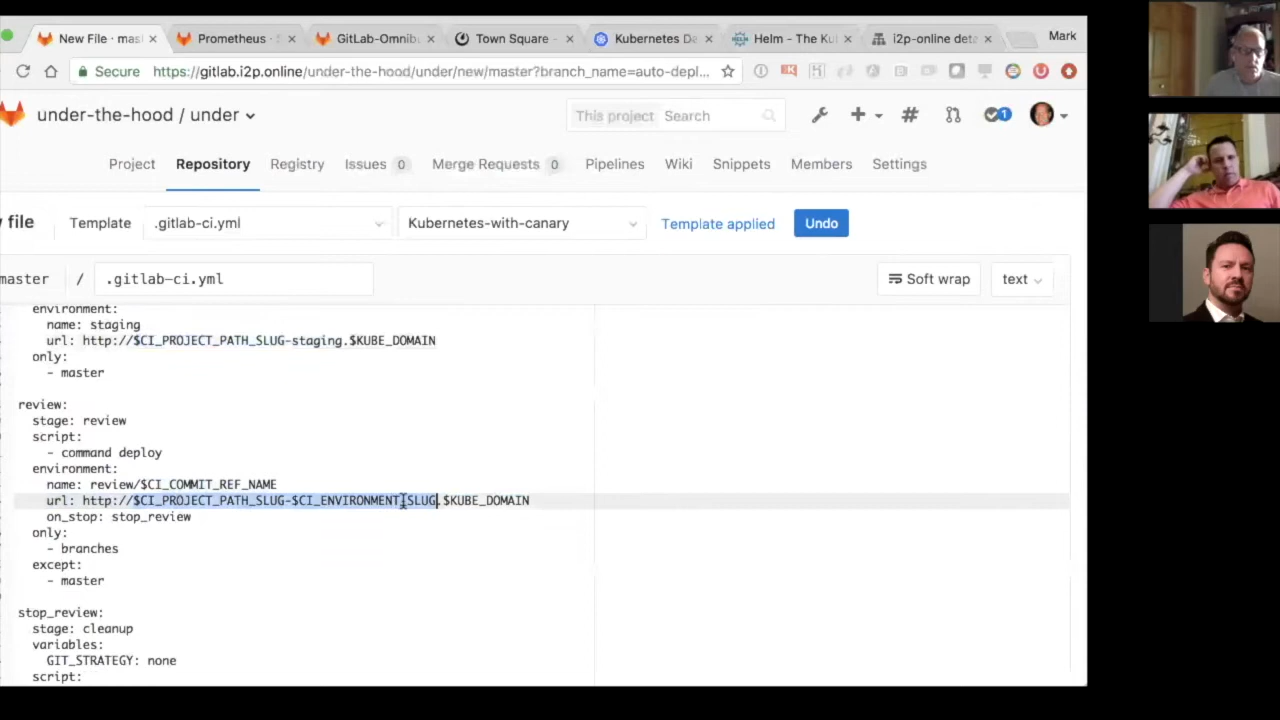 New File · mas
Prometheus ·
GitLab-Omnib
Town Square -
Kubernetes Da
Helm - The Ku
i2p-online deta
Mark
Secure
https://gitlab.i2p.online/under-the-hood/under/new/master?branch_name=auto-depl...
under-the-hood / under
This project Search
1
Project
Repository
Registry
Issues 0
Merge Requests 0
Pipelines
Wiki
Snippets
Members
Settings
file
Template
.gitlab-ci.yml
Kubernetes-with-canary
Template applied
Undo
master / .gitlab-ci.yml
Soft wrap
text
environment:
name: staging
url: http://$CI_PROJECT_PATH_SLUG-staging.$KUBE_DOMAIN
only:
- master
review:
stage: review
script:
- command deploy
environment:
name: review/$CI_COMMIT_REF_NAME
url: http://$CI_PROJECT_PATH_SLUG-$CI_ENVIRONMENT_SLUG.$KUBE_DOMAIN
on_stop: stop_review
only:
- branches
except:
- master
stop_review:
stage: cleanup
variables:
GIT_STRATEGY: none
script: